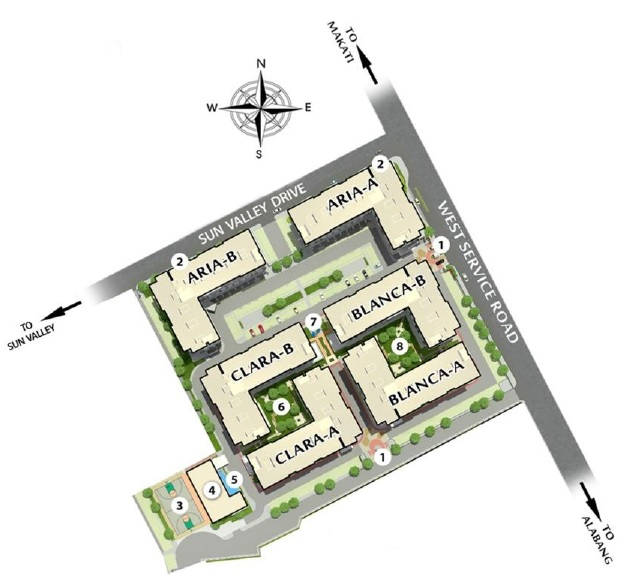 TO
MAKATI
N
W
E
S
SUN VALLEY DRIVE
2
ARIA-A
WEST SERVICE ROAD
1
2
ARIA-B
BLANCA-B
TO
SUN VALLEY
7
CLARA-B
8
BLANCA-A
6
CLARA-A
1
5
4
3
TO
ALABANG